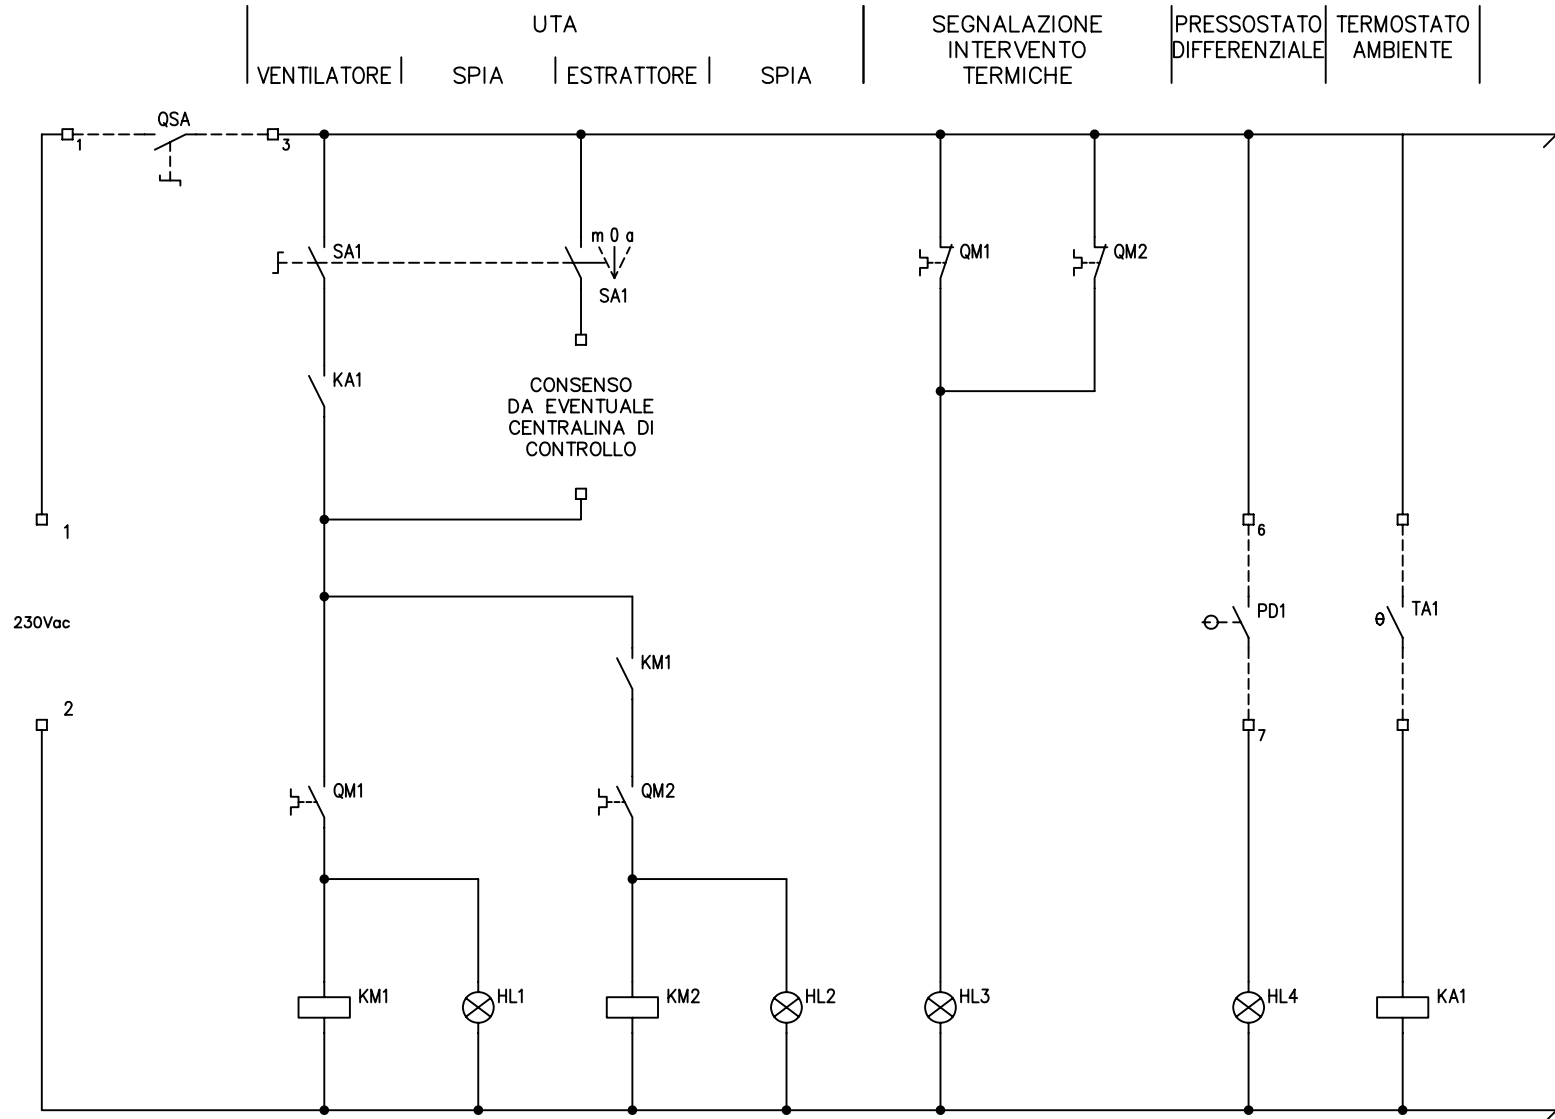 UTA
SEGNALAZIONE
INTERVENTO
TERMICHE
PRESSOSTATO
DIFFERENZIALE
TERMOSTATO
AMBIENTE
VENTILATORE
SPIA
ESTRATTORE
SPIA
QSA
1
3
SA1
m 0 a
SA1
QM1
QM2
KA1
CONSENSO
DA EVENTUALE
CENTRALINA DI
CONTROLLO
1
6
230Vac
PD1
θ
TA1
KM1
2
7
QM1
QM2
KM1
HL1
KM2
HL2
HL3
HL4
KA1